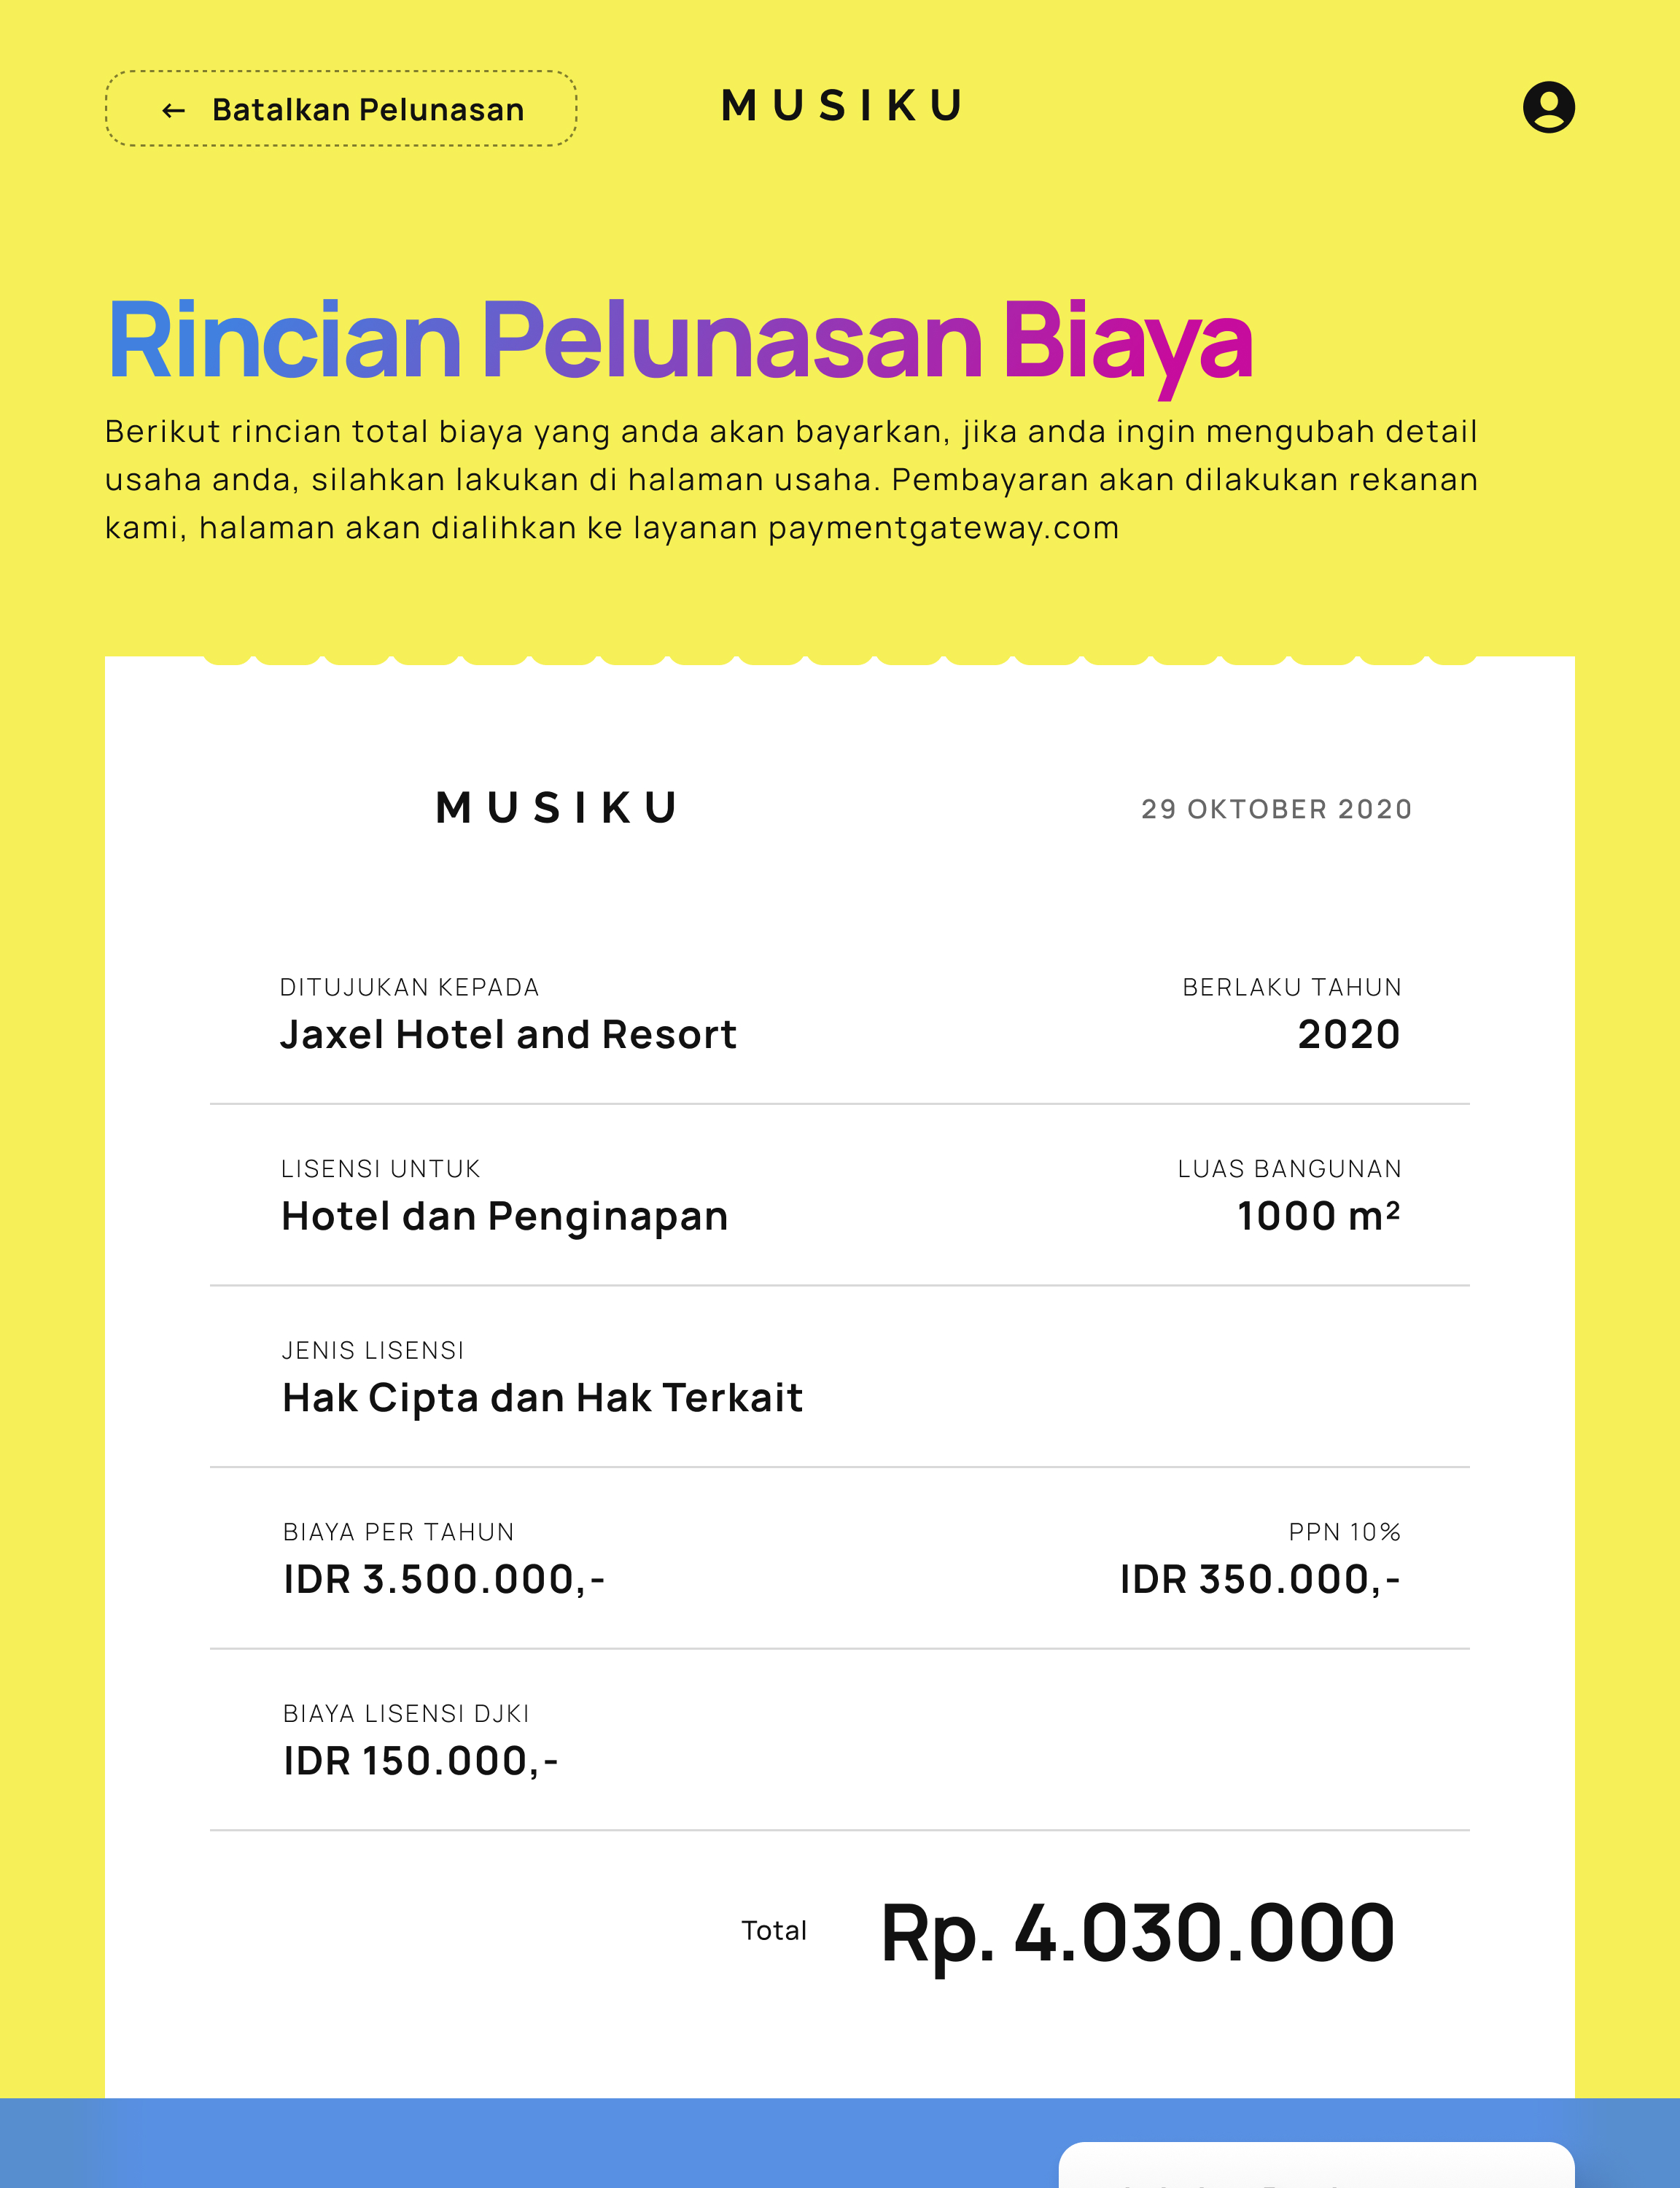 ← Batalkan Pelunasan
MUSIKU
Rincian Pelunasan Biaya
Berikut rincian total biaya yang anda akan bayarkan, jika anda ingin mengubah detail
usaha anda, silahkan lakukan di halaman usaha. Pembayaran akan dilakukan rekanan
kami, halaman akan dialihkan ke layanan paymentgateway.com
MUSIKU
29 OKTOBER 2020
DITUJUKAN KEPADA
Jaxel Hotel and Resort
BERLAKU TAHUN
2020
LISENSI UNTUK
Hotel dan Penginapan
LUAS BANGUNAN
1000 m²
JENIS LISENSI
Hak Cipta dan Hak Terkait
BIAYA PER TAHUN
IDR 3.500.000,-
PPN 10%
IDR 350.000,-
BIAYA LISENSI DJKI
IDR 150.000,-
Total
Rp. 4.030.000